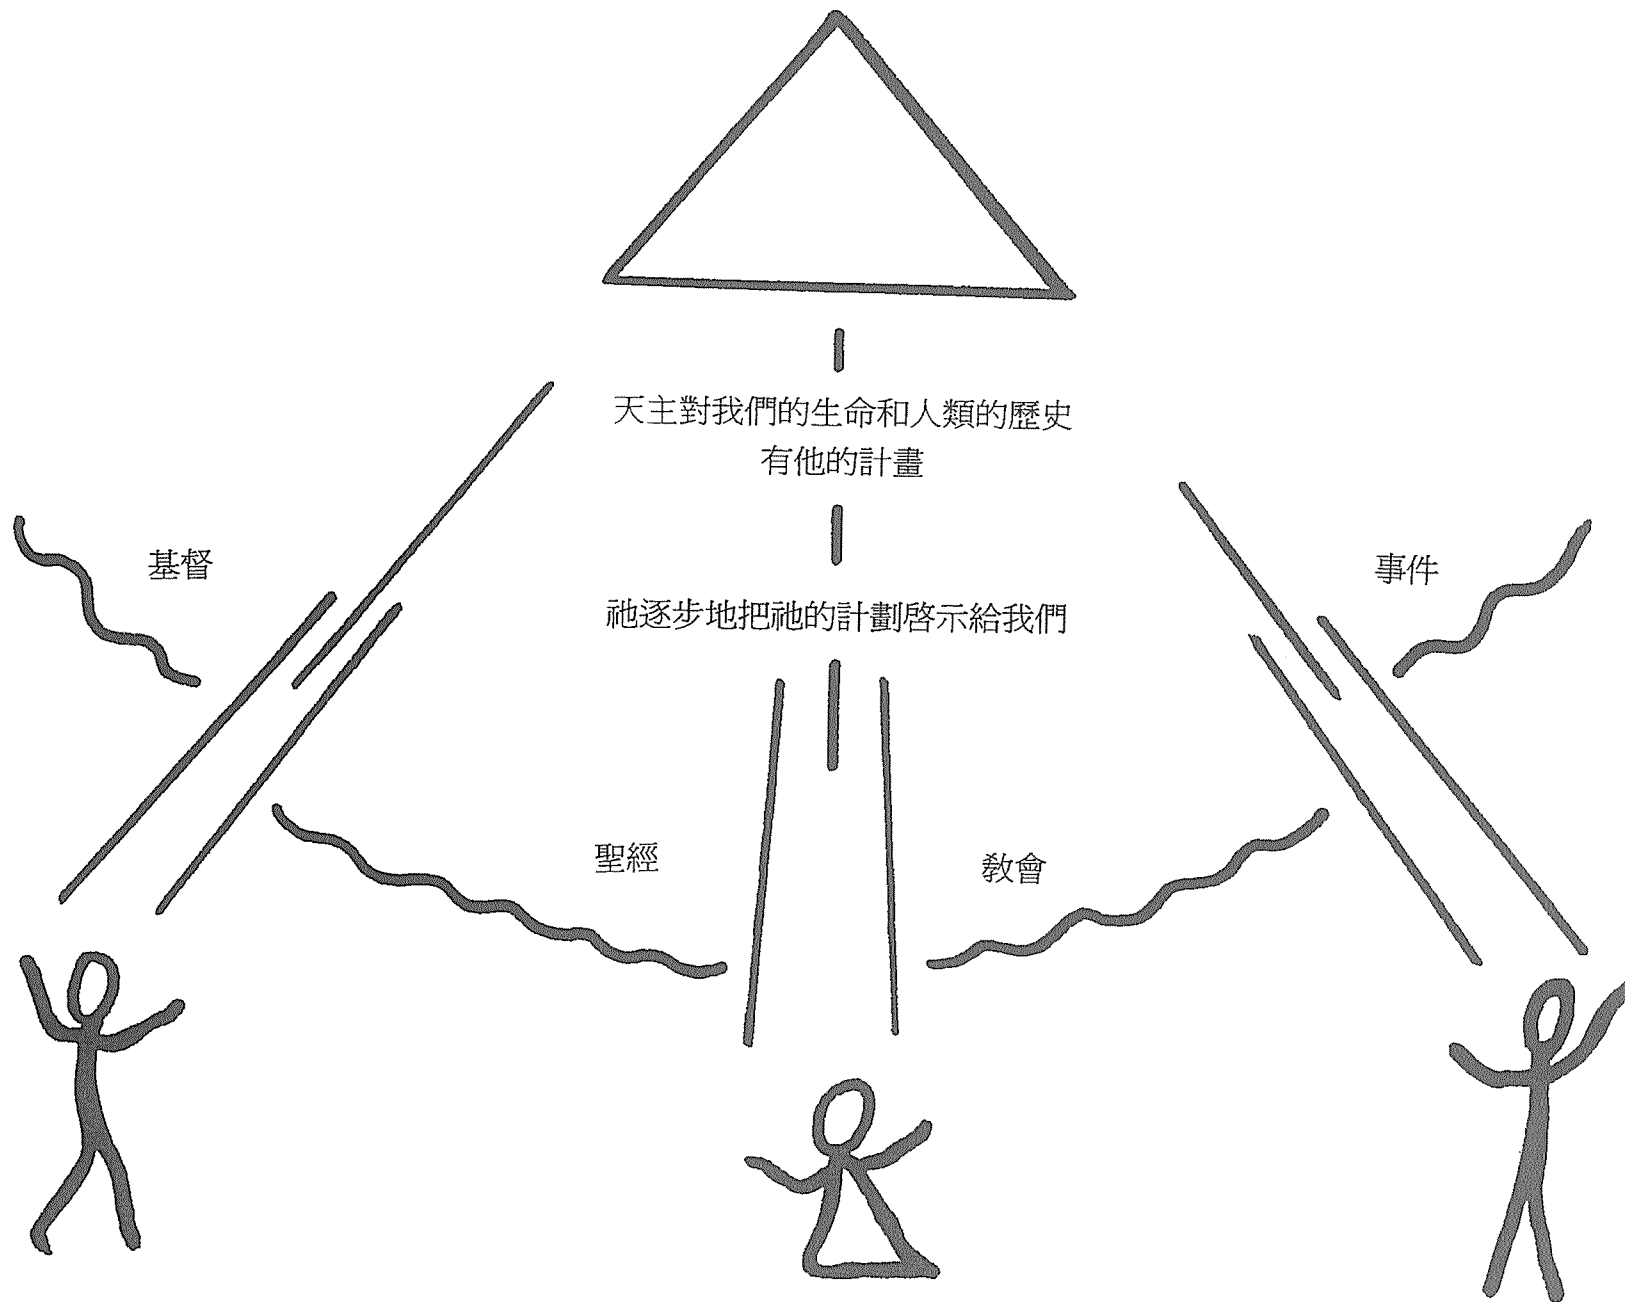 天主對我們的生命和人類的歷史
有他的計畫
基督
事件
祂逐步地把祂的計劃啓示給我們
聖經
教會